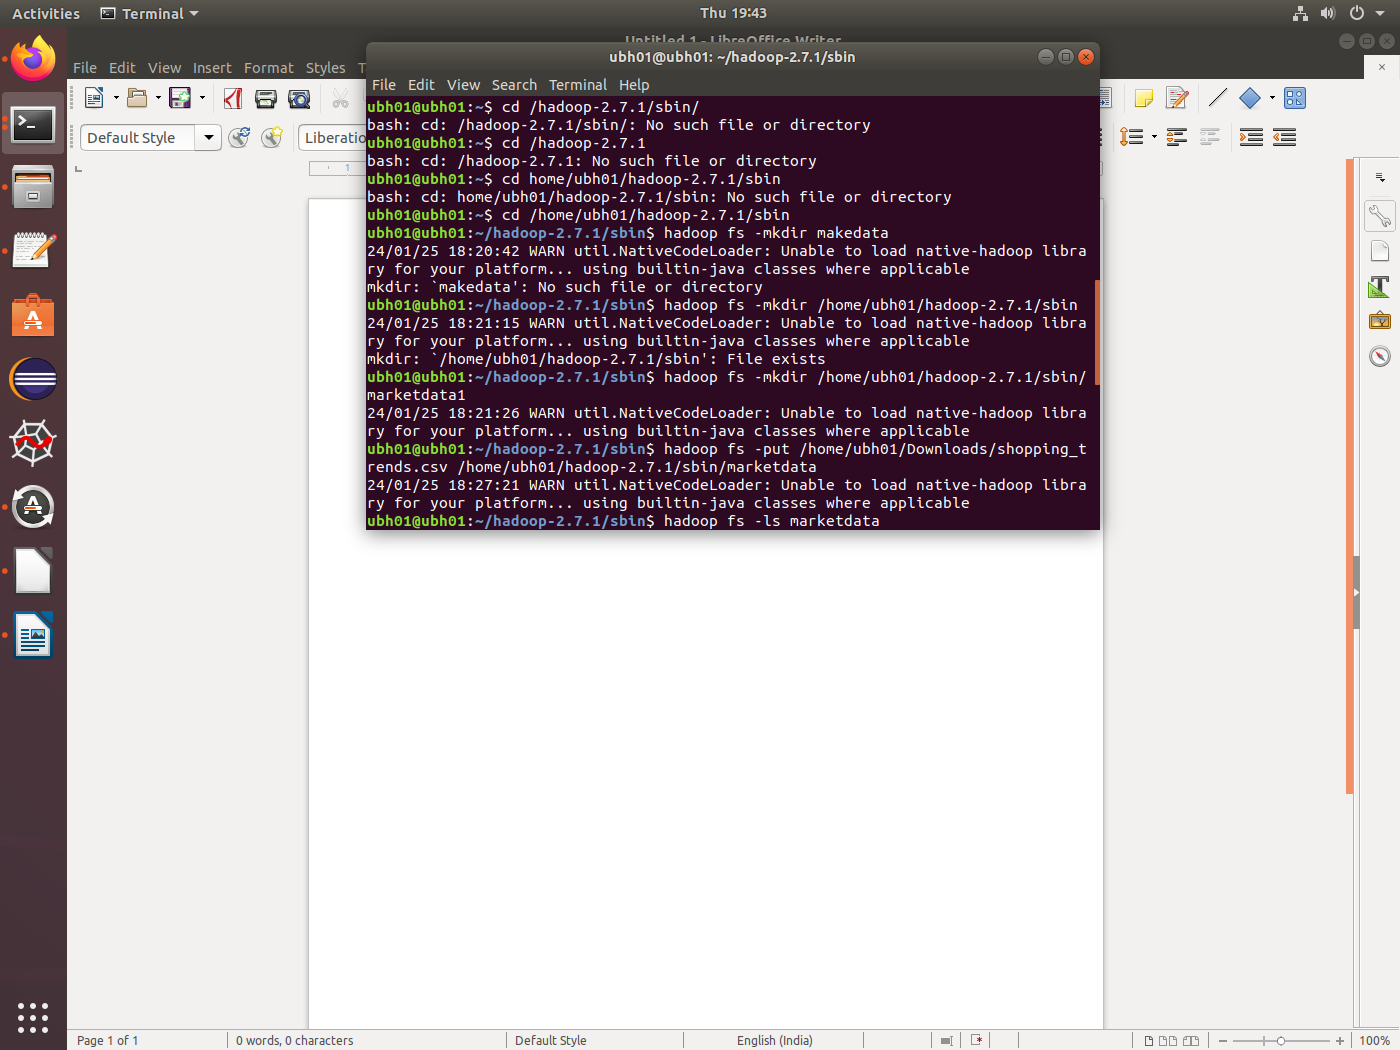 Activities Terminal Thu 19:43
Untitled 1 - LibreOffice Writer
ubh01@ubh01: ~/hadoop-2.7.1/sbin
File Edit View Insert Format Styles T
File Edit View Search Terminal Help
Default Style Liberatio
1
ubh01@ubh01:~$ cd /hadoop-2.7.1/sbin/
bash: cd: /hadoop-2.7.1/sbin/: No such file or directory
ubh01@ubh01:~$ cd /hadoop-2.7.1
bash: cd: /hadoop-2.7.1: No such file or directory
ubh01@ubh01:~$ cd home/ubh01/hadoop-2.7.1/sbin
bash: cd: home/ubh01/hadoop-2.7.1/sbin: No such file or directory
ubh01@ubh01:~$ cd /home/ubh01/hadoop-2.7.1/sbin
ubh01@ubh01:~/hadoop-2.7.1/sbin$ hadoop fs -mkdir makedata
24/01/25 18:20:42 WARN util.NativeCodeLoader: Unable to load native-hadoop libra
ry for your platform... using builtin-java classes where applicable
mkdir: `makedata': No such file or directory
ubh01@ubh01:~/hadoop-2.7.1/sbin$ hadoop fs -mkdir /home/ubh01/hadoop-2.7.1/sbin
24/01/25 18:21:15 WARN util.NativeCodeLoader: Unable to load native-hadoop libra
ry for your platform... using builtin-java classes where applicable
mkdir: `/home/ubh01/hadoop-2.7.1/sbin': File exists
ubh01@ubh01:~/hadoop-2.7.1/sbin$ hadoop fs -mkdir /home/ubh01/hadoop-2.7.1/sbin/
marketdata1
24/01/25 18:21:26 WARN util.NativeCodeLoader: Unable to load native-hadoop libra
ry for your platform... using builtin-java classes where applicable
ubh01@ubh01:~/hadoop-2.7.1/sbin$ hadoop fs -put /home/ubh01/Downloads/shopping_t
rends.csv /home/ubh01/hadoop-2.7.1/sbin/marketdata
24/01/25 18:27:21 WARN util.NativeCodeLoader: Unable to load native-hadoop libra
ry for your platform... using builtin-java classes where applicable
ubh01@ubh01:~/hadoop-2.7.1/sbin$ hadoop fs -ls marketdata
Page 1 of 1 0 words, 0 characters Default Style English (India) 100%